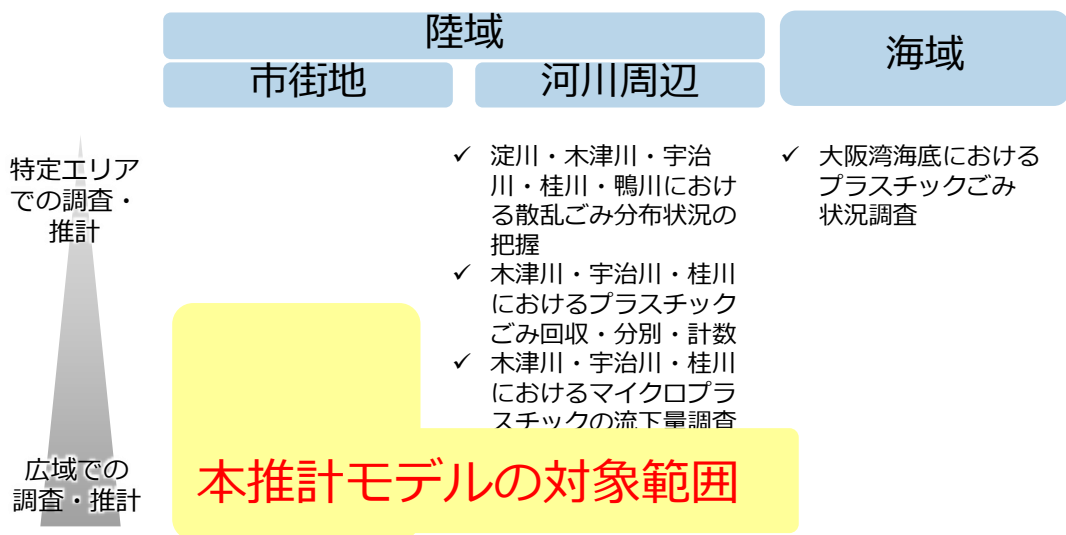 陸域
海域
市街地
河川周辺
特定エリア
での調査・
推計
✓ 淀川・木津川・宇治
川・桂川・鴨川におけ
る散乱ごみ分布状況の
把握
✓ 木津川・宇治川・桂川
におけるプラスチック
ごみ回収・分別・計数
✓ 木津川・宇治川・桂川
におけるマイクロプラ
スチックの流下量調査
✓ 大阪湾海底における
プラスチックごみ
状況調査
広域での
調査・推計
本推計モデルの対象範囲